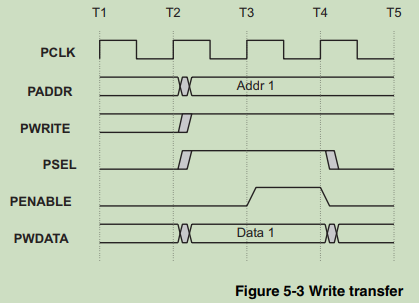 T1 T2 T3 T4 T5
PCLK
PADDR Addr 1
PWRITE
PSEL
PENABLE
PWDATA Data 1
Figure 5-3 Write transfer